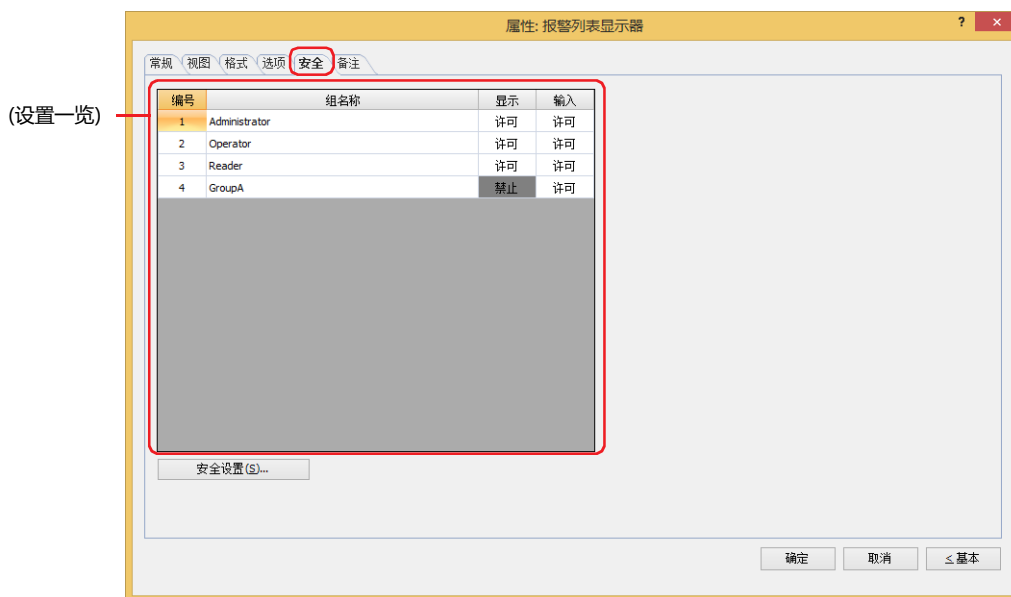 属性: 报警列表显示器
? ×
常规 视图 格式 选项 安全 备注
(设置一览)
编号 组名称 显示 输入
1 Administrator 许可 许可
2 Operator 许可 许可
3 Reader 许可 许可
4 GroupA 禁止 许可
安全设置(S)...
确定 取消 ≤基本